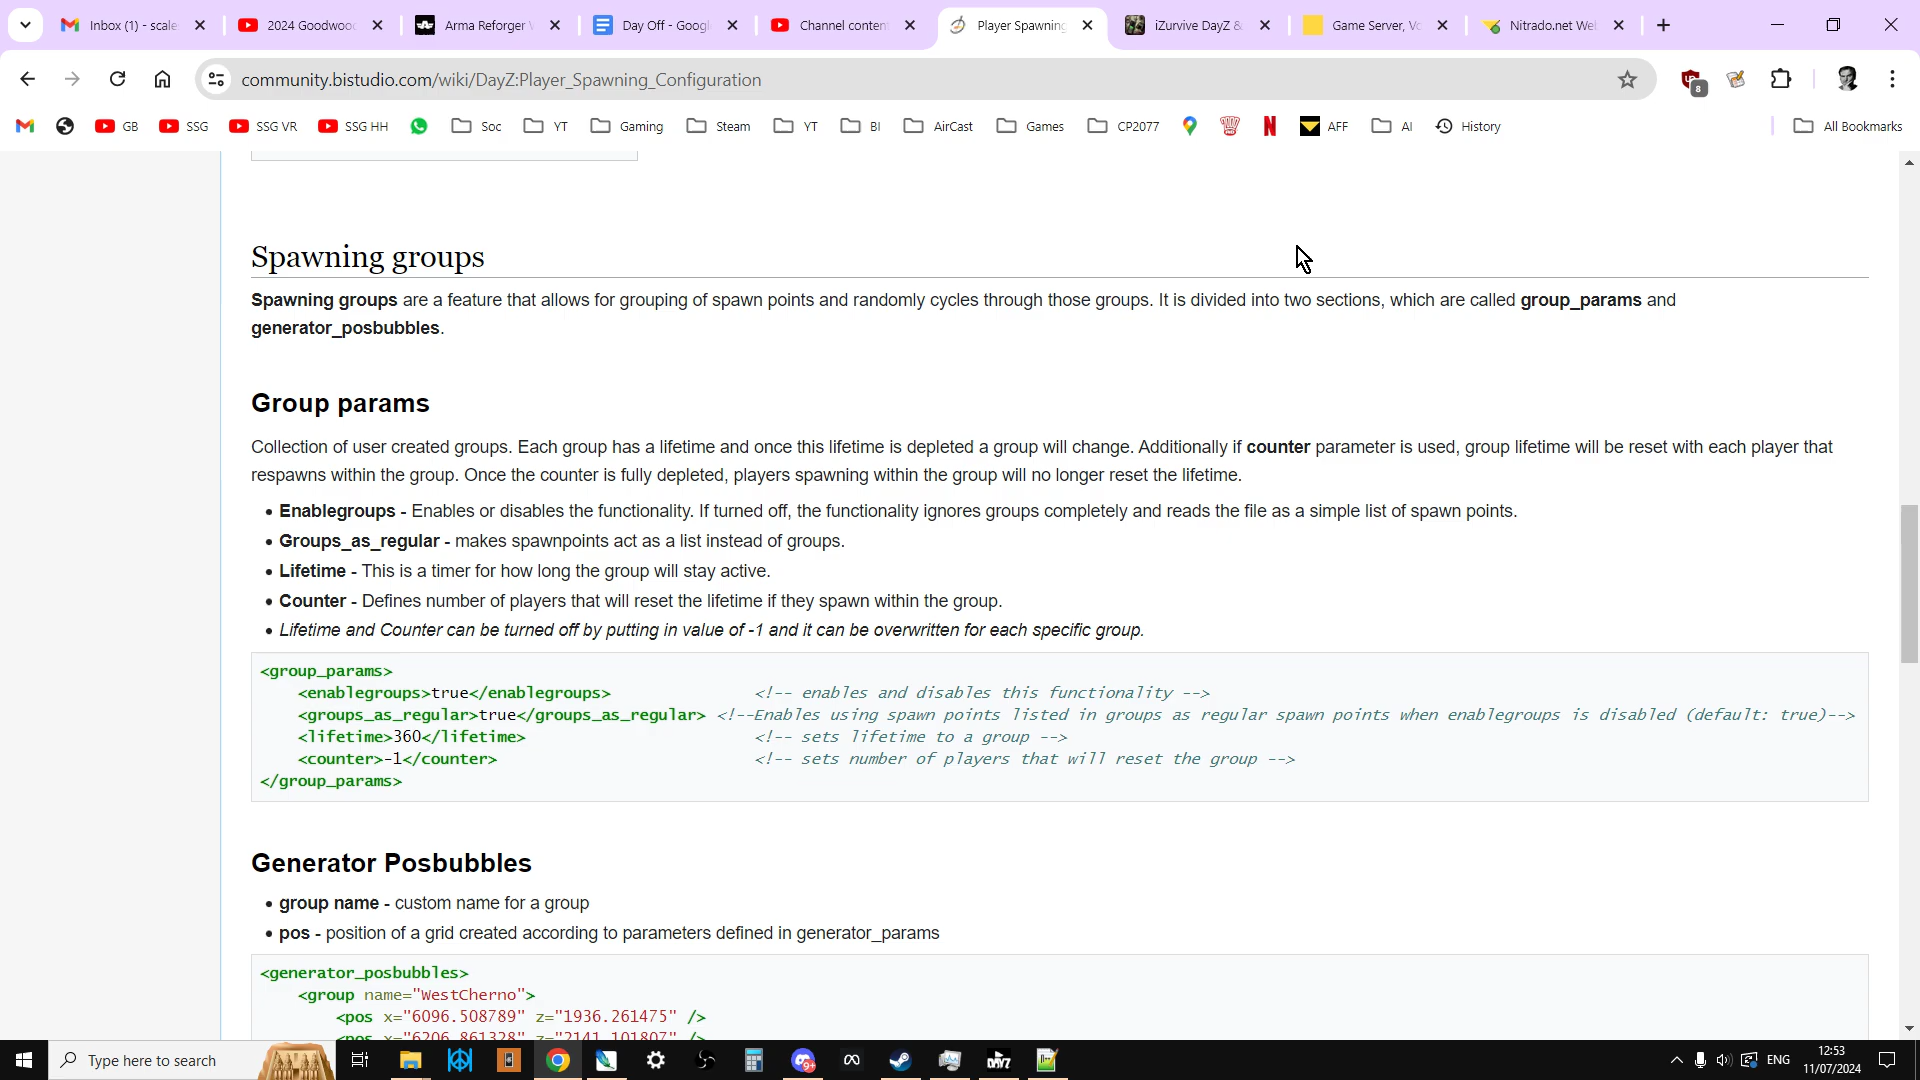 Inbox (1) - scale
2024 Goodwoo
Arma Reforger
Day Off - Googl
Channel conten
Player Spawning
iZurvive DayZ &
Game Server, Vo
Nitrado.net We
community.bistudio.com/wiki/DayZ:Player_Spawning_Configuration
8
GB
SSG
SSG VR
SSG HH
Soc
YT
Gaming
Steam
YT
BI
AirCast
Games
CP2077
AFF
AI
History
All Bookmarks
Spawning groups
Spawning groups are a feature that allows for grouping of spawn points and randomly cycles through those groups. It is divided into two sections, which are called group_params and
generator_posbubbles.
Group params
Collection of user created groups. Each group has a lifetime and once this lifetime is depleted a group will change. Additionally if counter parameter is used, group lifetime will be reset with each player that
respawns within the group. Once the counter is fully depleted, players spawning within the group will no longer reset the lifetime.
• Enablegroups - Enables or disables the functionality. If turned off, the functionality ignores groups completely and reads the file as a simple list of spawn points.
• Groups_as_regular - makes spawnpoints act as a list instead of groups.
• Lifetime - This is a timer for how long the group will stay active.
• Counter - Defines number of players that will reset the lifetime if they spawn within the group.
• Lifetime and Counter can be turned off by putting in value of -1 and it can be overwritten for each specific group.
<group_params>
<enablegroups>true</enablegroups> <!-- enables and disables this functionality -->
<groups_as_regular>true</groups_as_regular> <!--Enables using spawn points listed in groups as regular spawn points when enablegroups is disabled (default: true)-->
<lifetime>360</lifetime> <!-- sets lifetime to a group -->
<counter>-1</counter> <!-- sets number of players that will reset the group -->
</group_params>
Generator Posbubbles
• group name - custom name for a group
• pos - position of a grid created according to parameters defined in generator_params
<generator_posbubbles>
<group name="WestCherno">
<pos x="6096.508789" z="1936.261475" />
<pos x="6206.861328" z="2141.101807" />
Type here to search
9+
DAYZ
ENG
12:53
11/07/2024